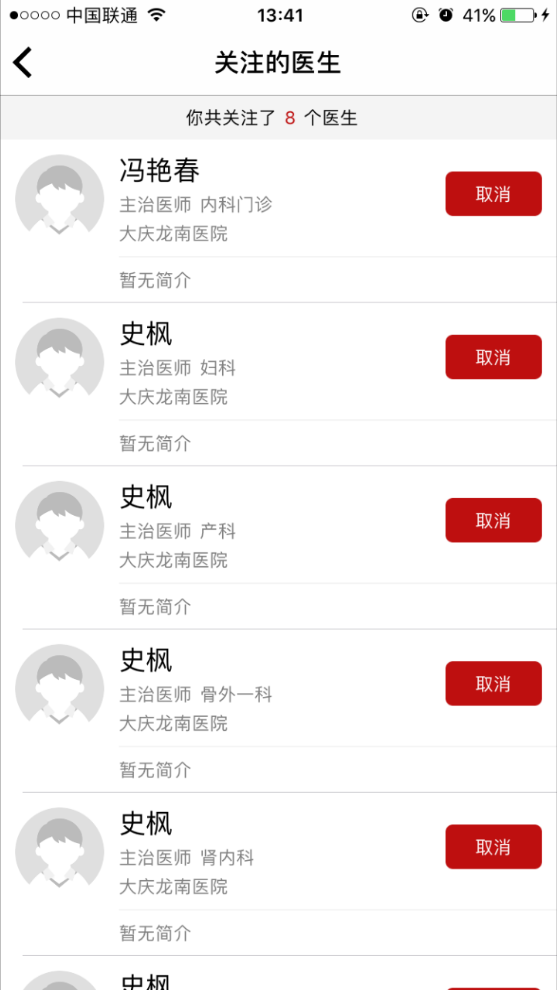 中国联通 13:41 41%
关注的医生
你共关注了 8 个医生
冯艳春
取消
主治医师 内科门诊
大庆龙南医院
暂无简介
史枫
取消
主治医师 妇科
大庆龙南医院
暂无简介
史枫
取消
主治医师 产科
大庆龙南医院
暂无简介
史枫
取消
主治医师 骨外一科
大庆龙南医院
暂无简介
史枫
取消
主治医师 肾内科
大庆龙南医院
暂无简介
史枫